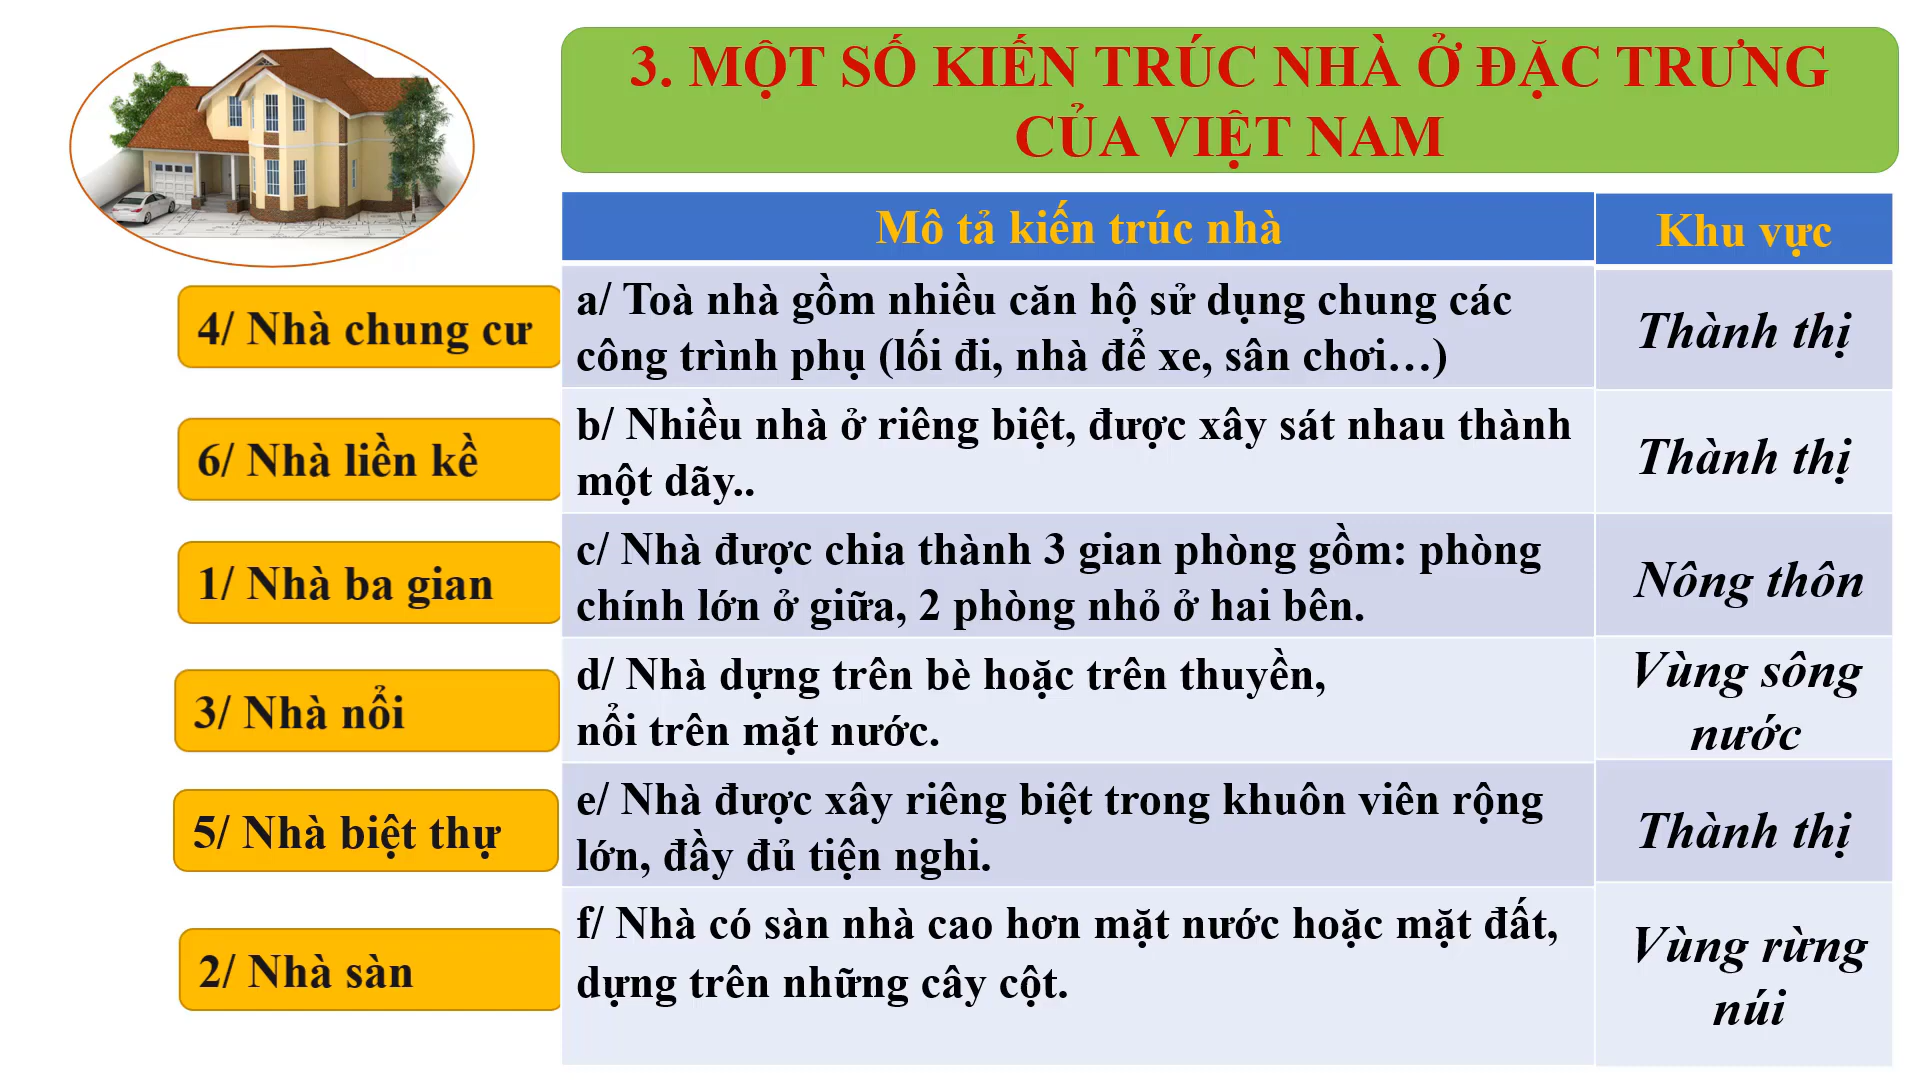 3. MỘT SỐ KIẾN TRÚC NHÀ Ở ĐẶC TRƯNG
CỦA VIỆT NAM
Mô tả kiến trúc nhà
Khu vực
4/ Nhà chung cư
a/ Toà nhà gồm nhiều căn hộ sử dụng chung các
công trình phụ (lối đi, nhà để xe, sân chơi…)
Thành thị
6/ Nhà liền kề
b/ Nhiều nhà ở riêng biệt, được xây sát nhau thành
một dãy..
Thành thị
1/ Nhà ba gian
c/ Nhà được chia thành 3 gian phòng gồm: phòng
chính lớn ở giữa, 2 phòng nhỏ ở hai bên.
Nông thôn
3/ Nhà nổi
d/ Nhà dựng trên bè hoặc trên thuyền,
nổi trên mặt nước.
Vùng sông
nước
5/ Nhà biệt thự
e/ Nhà được xây riêng biệt trong khuôn viên rộng
lớn, đầy đủ tiện nghi.
Thành thị
2/ Nhà sàn
f/ Nhà có sàn nhà cao hơn mặt nước hoặc mặt đất,
dựng trên những cây cột.
Vùng rừng
núi